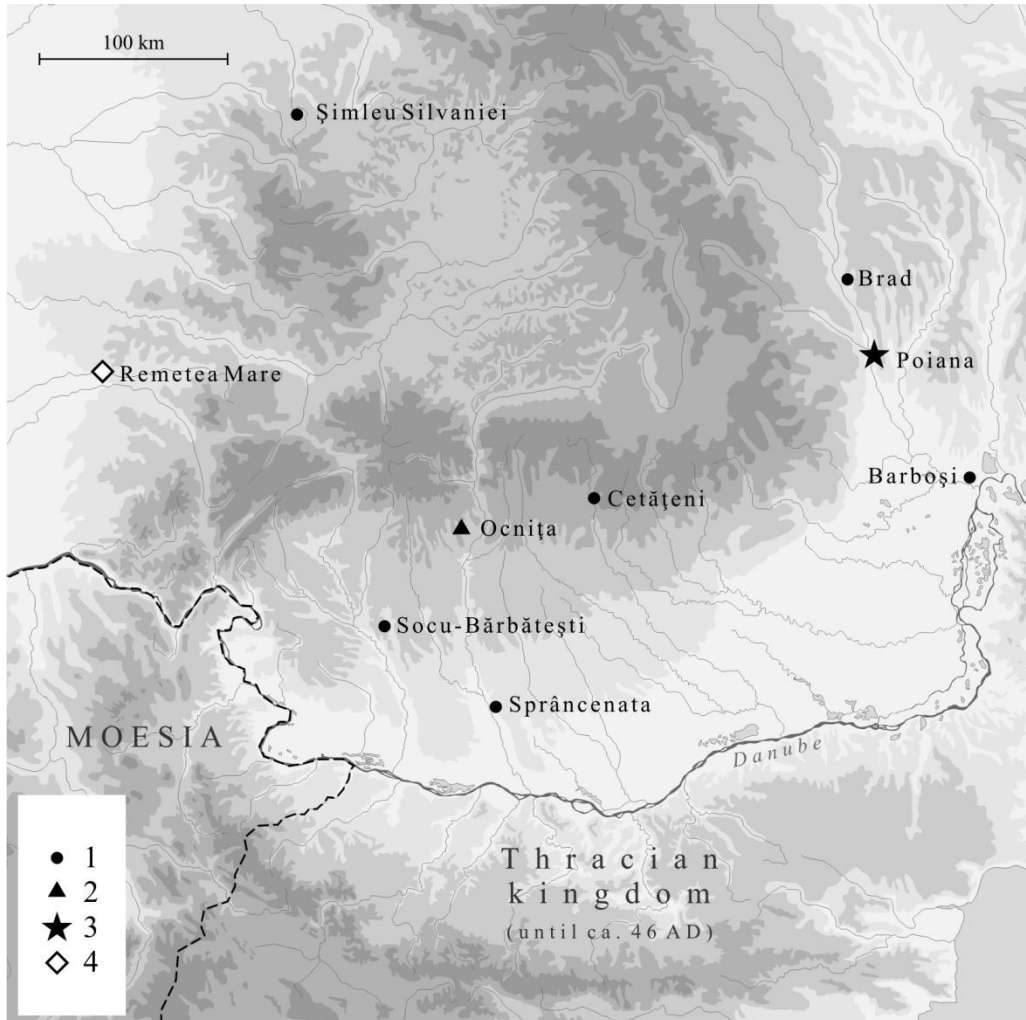 100 km
Şimleu Silvaniei
Brad
Poiana
Remetea Mare
Barboşi
Cetăţeni
Ocniţa
Socu-Bărbăteşti
Sprâncenata
MOESIA
Danube
Thracian
kingdom
(until ca. 46 AD)
1
2
3
4